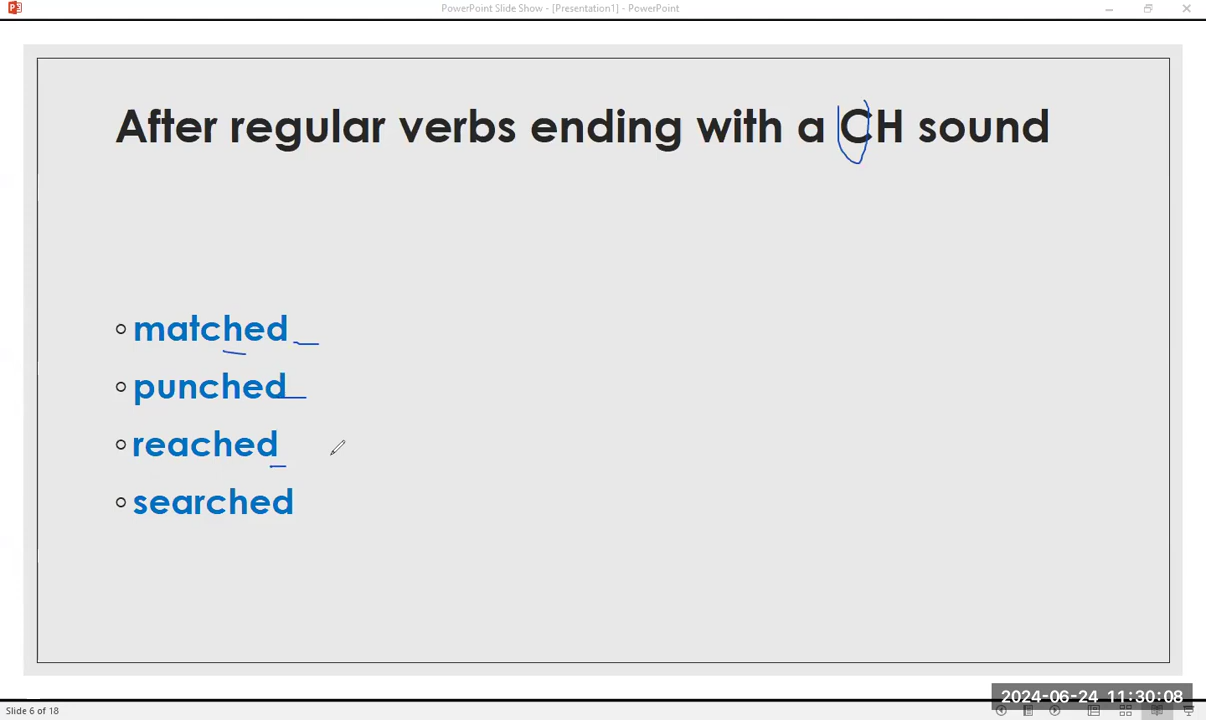 PowerPoint Slide Show - [Presentation1] - PowerPoint
After regular verbs ending with a CH sound
matched
punched
reached
searched
2024-06-24 11:30:08
Slide 6 of 18